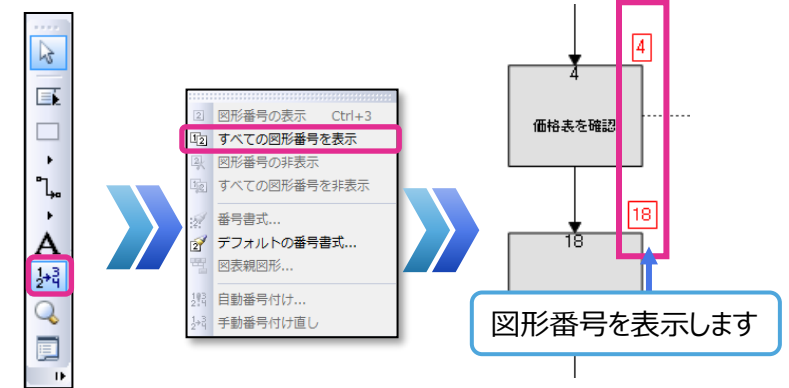 A
1→3
2 4
図形番号の表示 Ctrl+3
すべての図形番号を表示
図形番号の非表示
すべての図形番号を非表示
番号書式...
デフォルトの番号書式...
図表親図形...
自動番号付け...
手動番号付け直し
4
4
価格表を確認
18
18
図形番号を表示します